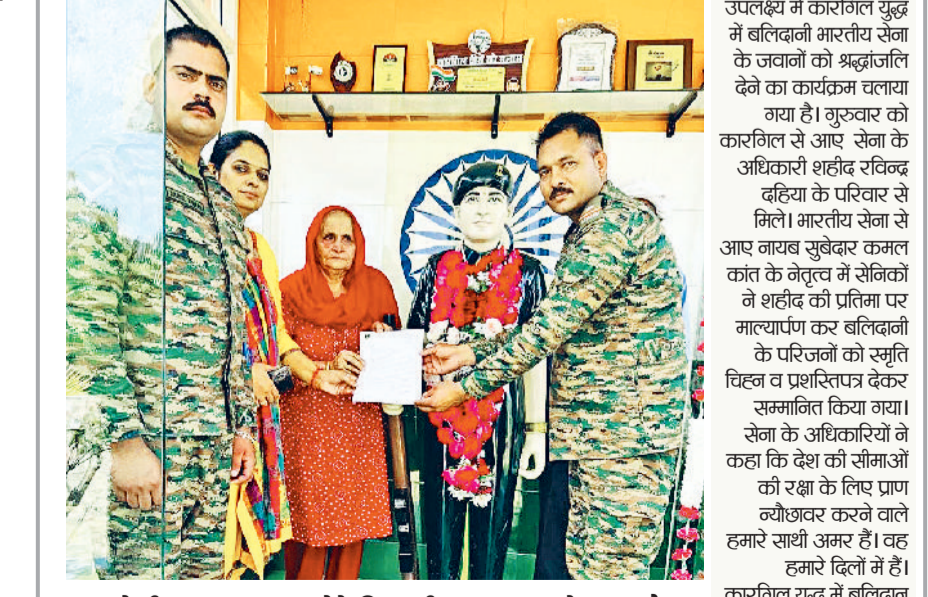 उपलक्ष्य में कारगिल युद्ध
में बलिदानी भारतीय सेना
के जवानों को श्रद्धांजलि
देने का कार्यक्रम चलाया
गया है। गुरुवार को
कारगिल से आए सेना के
अधिकारी शहीद रविन्द्र
दहिया के परिवार से
मिले। भारतीय सेना से
आए नायब सुबेदार कमल
कांत के नेतृत्व में सेनिकों
ने शहीद की प्रतिमा पर
माल्यार्पण कर बलिदानी
के परिजनों को स्मृति
चिह्न व प्रशस्तिपत्र देकर
सम्मानित किया गया।
सेना के अधिकारियों ने
कहा कि देश की सीमाओं
की रक्षा के लिए प्राण
न्यौछावर करने वाले
हमारे साथी अमर हैं। वह
हमारे दिलों में हैं।
कारगिल युद्ध में बलिदान